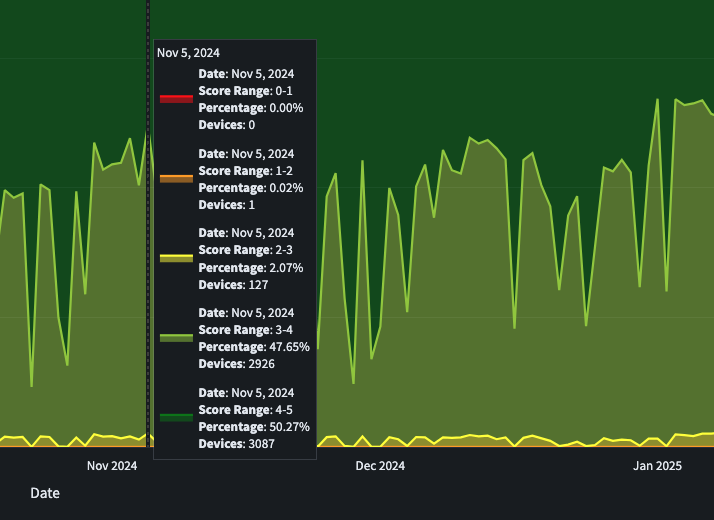 Nov 5, 2024
Date: Nov 5, 2024
Score Range: 0-1
Percentage: 0.00%
Devices: 0
Date: Nov 5, 2024
Score Range: 1-2
Percentage: 0.02%
Devices: 1
Date: Nov 5, 2024
Score Range: 2-3
Percentage: 2.07%
Devices: 127
Date: Nov 5, 2024
Score Range: 3-4
Percentage: 47.65%
Devices: 2926
Date: Nov 5, 2024
Score Range: 4-5
Percentage: 50.27%
Devices: 3087
Nov 2024 Dec 2024 Jan 2025
Date